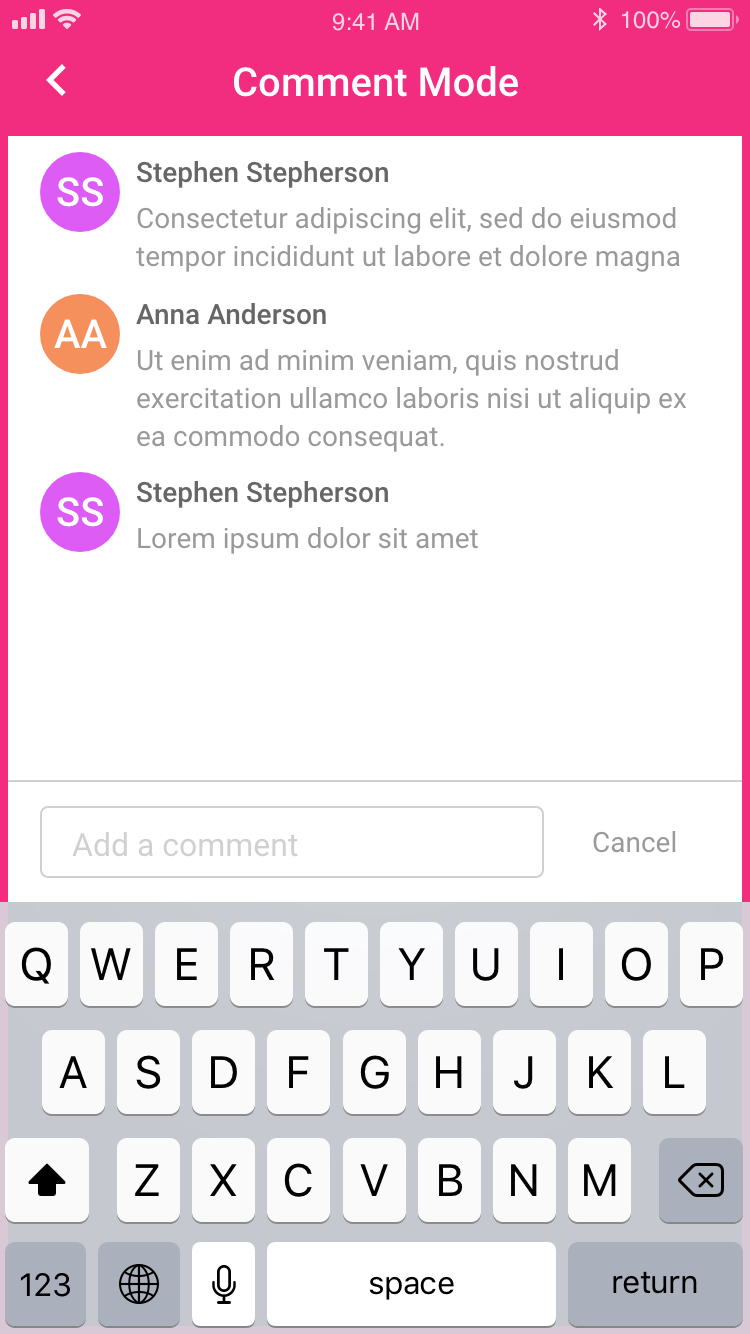 9:41 AM
100%
Comment Mode
SS
Stephen Stepherson
Consectetur adipiscing elit, sed do eiusmod
tempor incididunt ut labore et dolore magna
AA
Anna Anderson
Ut enim ad minim veniam, quis nostrud
exercitation ullamco laboris nisi ut aliquip ex
ea commodo consequat.
SS
Stephen Stepherson
Lorem ipsum dolor sit amet
Add a comment
Cancel
Q W E R T Y U I O P
A S D F G H J K L
Z X C V B N M
123 space return